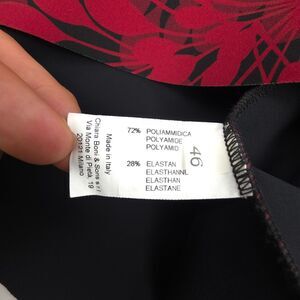 72% POLIAMMIDICA
POLYAMIDE
POLYAMID
28% ELASTAN
ELASTHANNIL
ELASTHAN
ELASTANE
46
Made in Italy
Chiara Boni & Sons s r l
Via Monte di Pietà, 19
20121 Milano